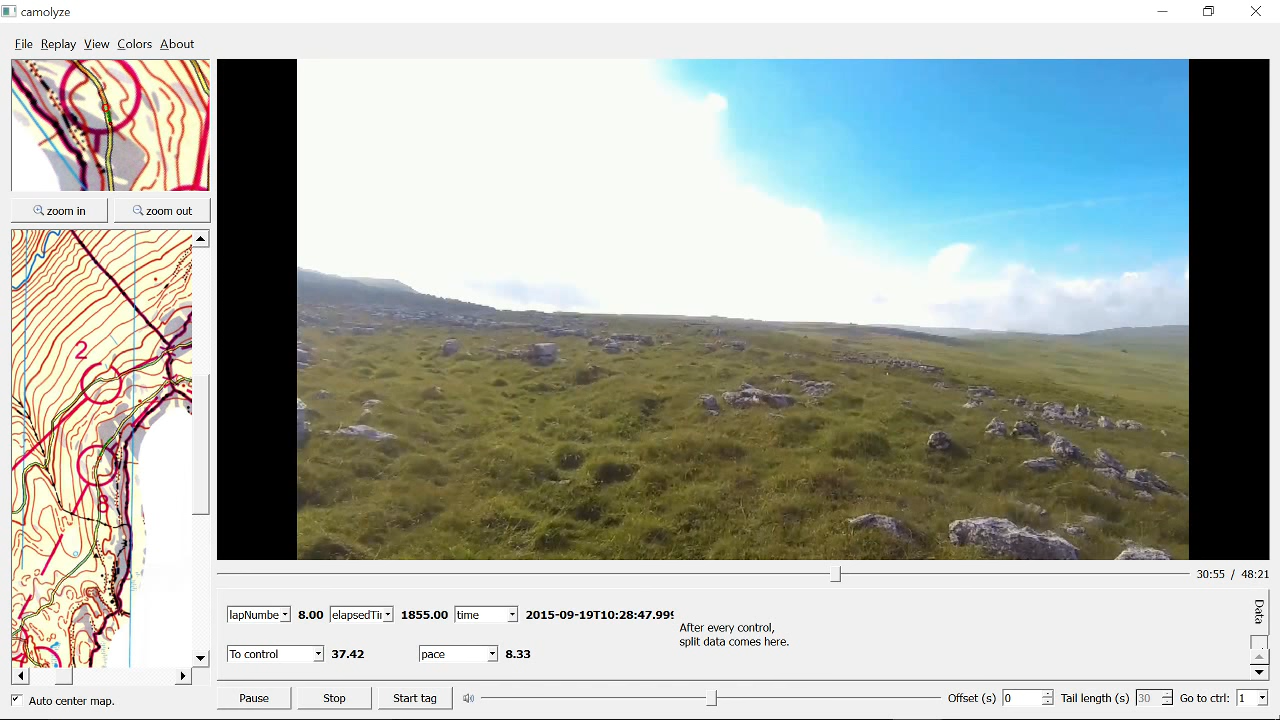 camolyze
File Replay View Colors About
zoom in zoom out
2
8
30:55 / 48:21
lapNumbe 8.00 elapsedTii 1855.00 time 2015-09-19T10:28:47.999
After every control,
split data comes here.
Data
To control 37.42 pace 8.33
Auto center map.
Pause Stop Start tag Offset (s) 0 Tail length (s) 30 Go to ctrl: 1